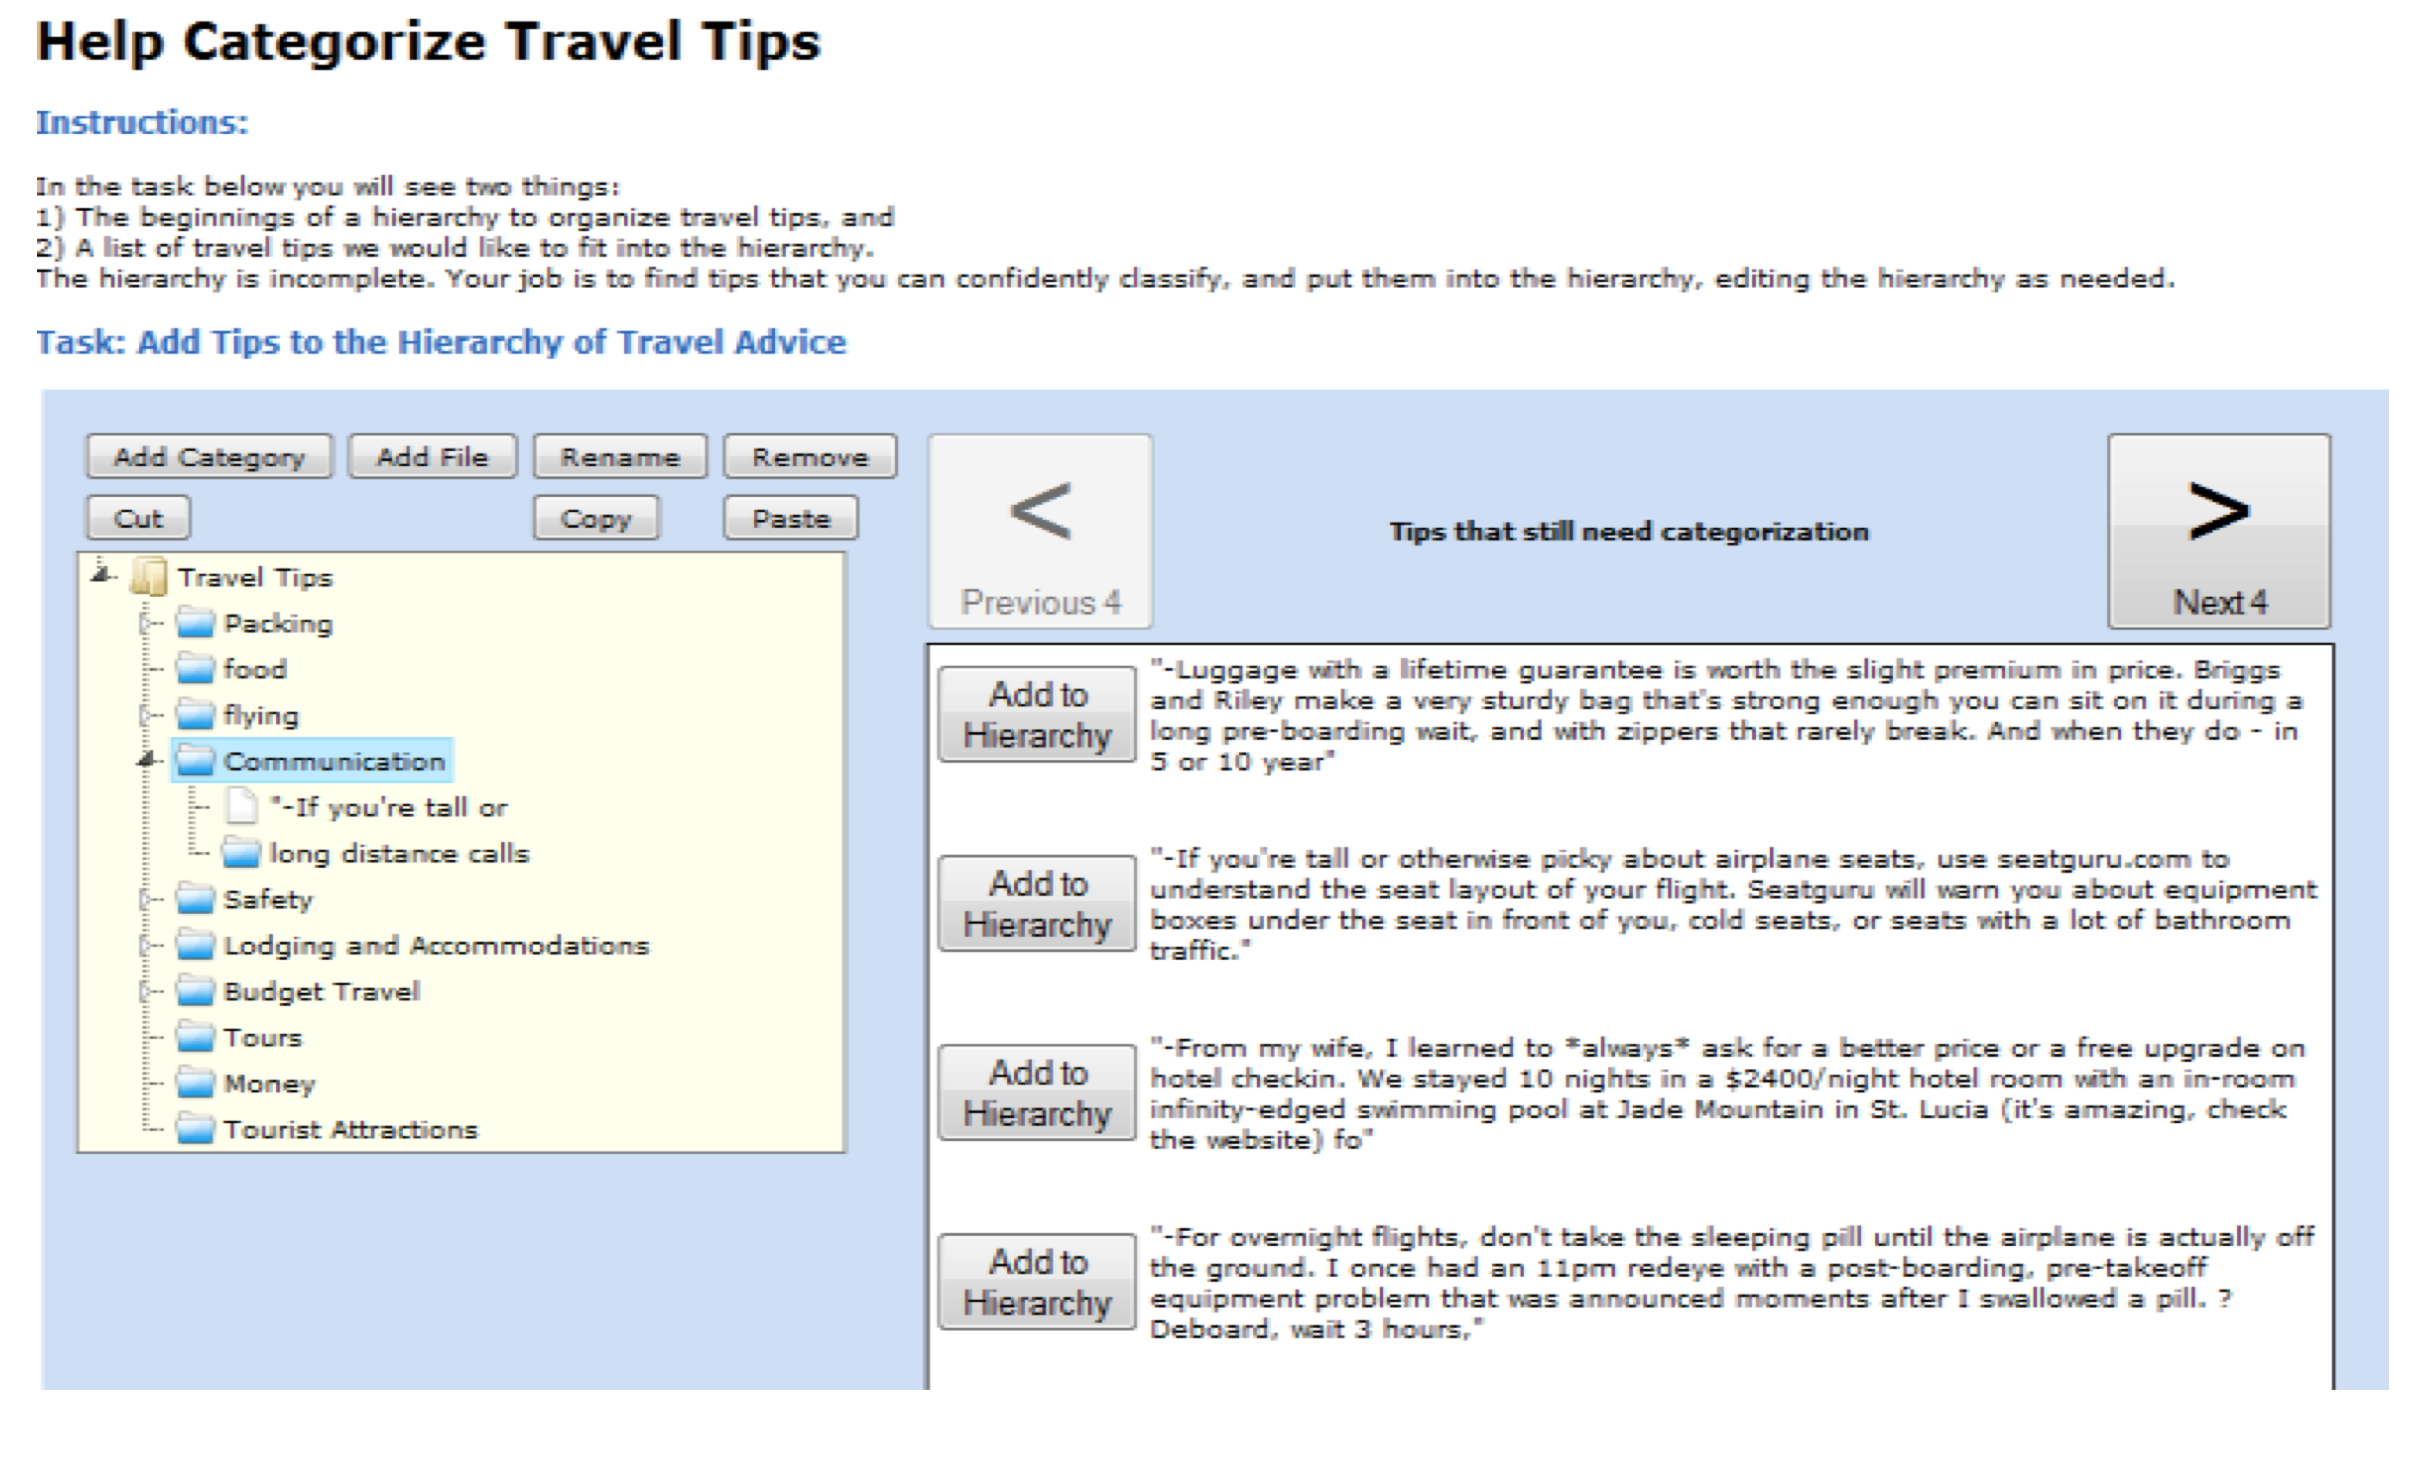 Help Categorize Travel Tips
Instructions:
In the task below you will see two things:
1) The beginnings of a hierarchy to organize travel tips, and
2) A list of travel tips we would like to fit into the hierarchy.
The hierarchy is incomplete. Your job is to find tips that you can confidently classify, and put them into the hierarchy, editing the hierarchy as needed.
Task: Add Tips to the Hierarchy of Travel Advice
Add Category Add File Rename Remove
Cut Copy Paste
Travel Tips
Packing
food
flying
Communication
"-If you're tall or
long distance calls
Safety
Lodging and Accommodations
Budget Travel
Tours
Money
Tourist Attractions
<
Previous 4
Tips that still need categorization
>
Next 4
Add to
Hierarchy
"-Luggage with a lifetime guarantee is worth the slight premium in price. Briggs
and Riley make a very sturdy bag that's strong enough you can sit on it during a
long pre-boarding wait, and with zippers that rarely break. And when they do - in
5 or 10 year"
Add to
Hierarchy
"-If you're tall or otherwise picky about airplane seats, use seatguru.com to
understand the seat layout of your flight. Seatguru will warn you about equipment
boxes under the seat in front of you, cold seats, or seats with a lot of bathroom
traffic."
Add to
Hierarchy
"-From my wife, I learned to *always* ask for a better price or a free upgrade on
hotel checkin. We stayed 10 nights in a $2400/night hotel room with an in-room
infinity-edged swimming pool at Jade Mountain in St. Lucia (it's amazing, check
the website) fo"
Add to
Hierarchy
"-For overnight flights, don't take the sleeping pill until the airplane is actually off
the ground. I once had an 11pm redeye with a post-boarding, pre-takeoff
equipment problem that was announced moments after I swallowed a pill. ?
Deboard, wait 3 hours,"